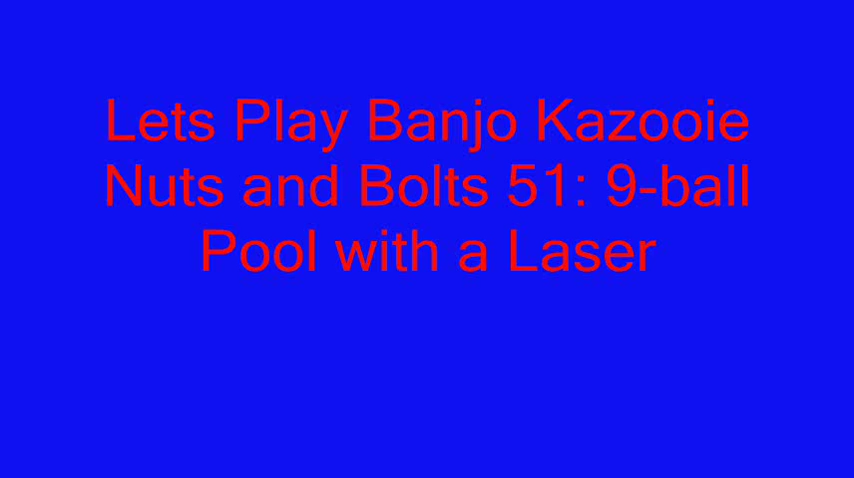 Lets Play Banjo Kazooie
Nuts and Bolts 51: 9-ball
Pool with a Laser